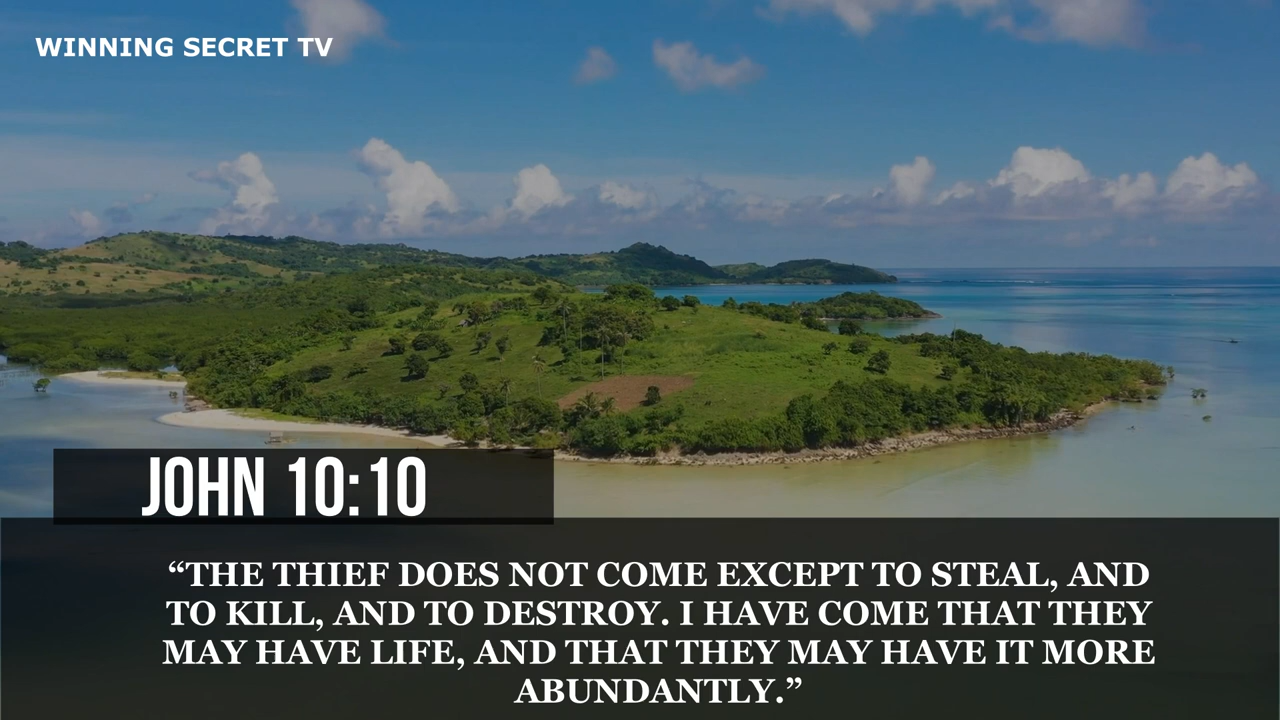 WINNING SECRET TV
JOHN 10:10
“THE THIEF DOES NOT COME EXCEPT TO STEAL, AND
TO KILL, AND TO DESTROY. I HAVE COME THAT THEY
MAY HAVE LIFE, AND THAT THEY MAY HAVE IT MORE
ABUNDANTLY.”